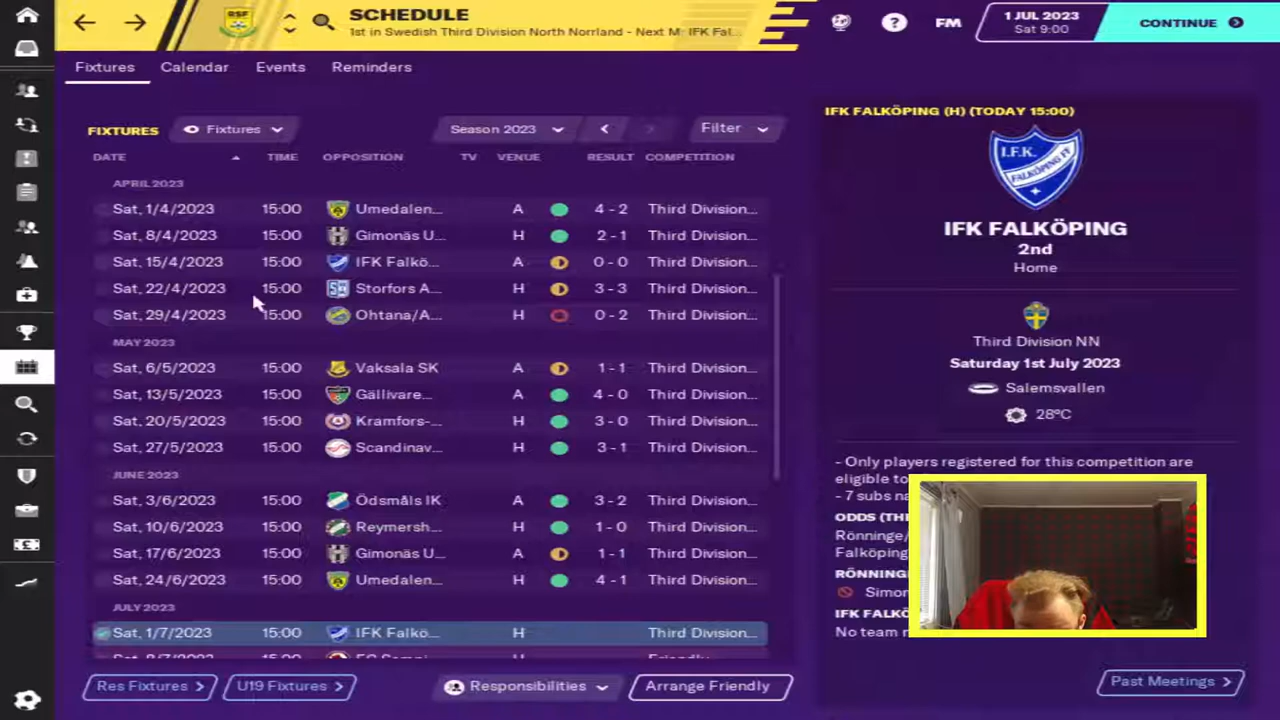 SCHEDULE
1st in Swedish Third Division North Norrland - Next M: IFK Fal...
FM
1 JUL 2023
Sat 9:00
CONTINUE
Fixtures
Calendar
Events
Reminders
FIXTURES
Fixtures
Season 2023
Filter
DATE TIME OPPOSITION TV VENUE RESULT COMPETITION
APRIL 2023
Sat, 1/4/2023 15:00 Umedalen... A 4 - 2 Third Division...
Sat, 8/4/2023 15:00 Gimonäs U... H 2 - 1 Third Division...
Sat, 15/4/2023 15:00 IFK Falkö... A 0 - 0 Third Division...
Sat, 22/4/2023 15:00 Storfors A... H 3 - 3 Third Division...
Sat, 29/4/2023 15:00 Ohtana/A... H 0 - 2 Third Division...
MAY 2023
Sat, 6/5/2023 15:00 Vaksala SK A 1 - 1 Third Division...
Sat, 13/5/2023 15:00 Gällivare... A 4 - 0 Third Division...
Sat, 20/5/2023 15:00 Kramfors-... H 3 - 0 Third Division...
Sat, 27/5/2023 15:00 Scandinav... H 3 - 1 Third Division...
JUNE 2023
Sat, 3/6/2023 15:00 Ödsmåls IK A 3 - 2 Third Division...
Sat, 10/6/2023 15:00 Reymersh... H 1 - 0 Third Division...
Sat, 17/6/2023 15:00 Gimonäs U... A 1 - 1 Third Division...
Sat, 24/6/2023 15:00 Umedalen... H 4 - 1 Third Division...
JULY 2023
Sat, 1/7/2023 15:00 IFK Falkö... H Third Division...
Res Fixtures
U19 Fixtures
Responsibilities
Arrange Friendly
IFK FALKÖPING (H) (TODAY 15:00)
I.F.K.
FALKÖPING FF
IFK FALKÖPING
2nd
Home
Third Division NN
Saturday 1st July 2023
Salemsvallen
28°C
- Only players registered for this competition are
eligible to
- 7 subs na
ODDS (TH
Rönninge/
Falköping
RÖNNING
Simor
IFK FALKÖ
No team r
Past Meetings